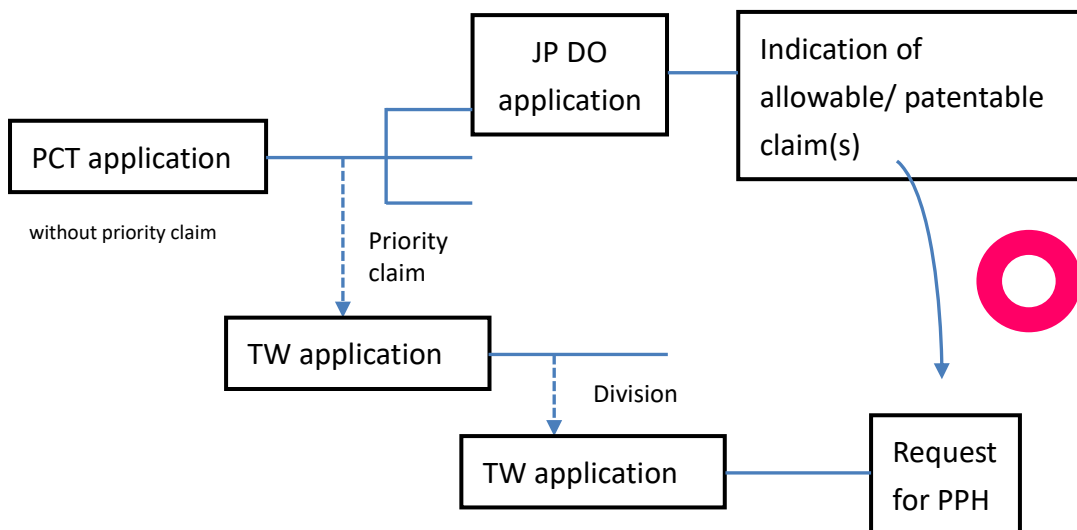 JP DO
application
Indication of
allowable/ patentable
claim(s)
PCT application
without priority claim
Priority
claim
TW application
Division
TW application
Request
for PPH